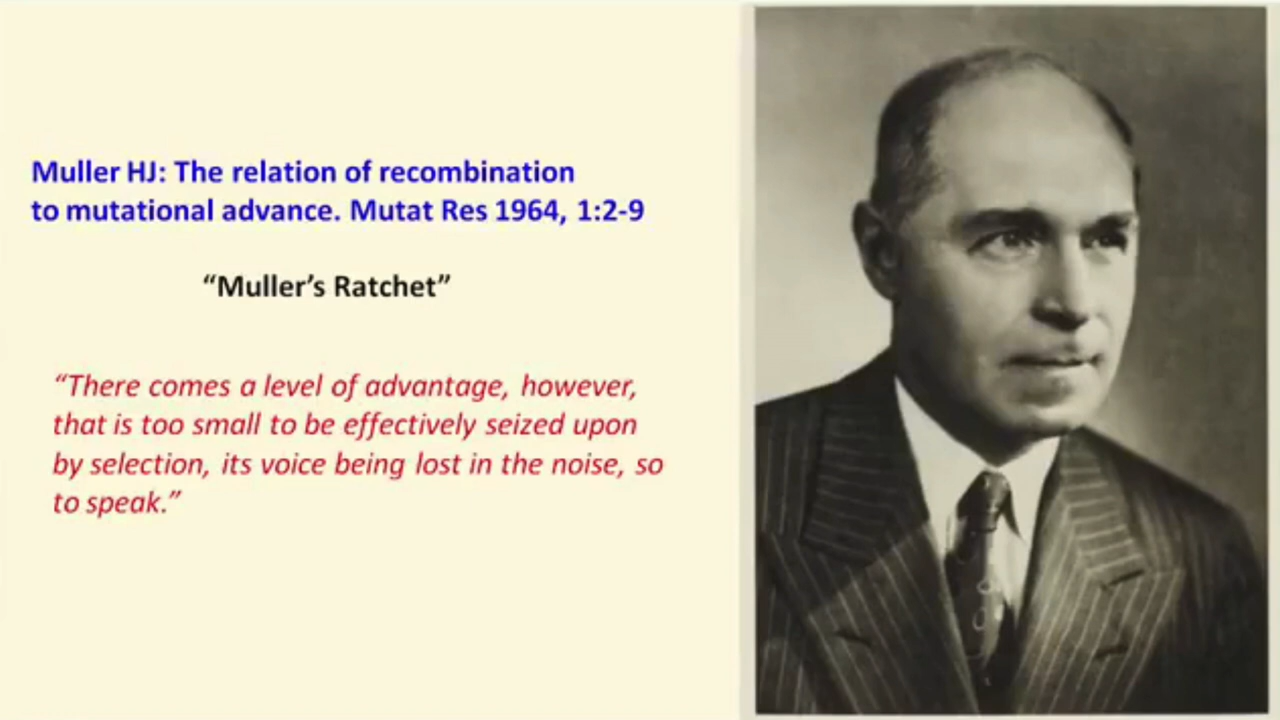 Muller HJ: The relation of recombination
to mutational advance. Mutat Res 1964, 1:2-9
“Muller’s Ratchet”
“There comes a level of advantage, however,
that is too small to be effectively seized upon
by selection, its voice being lost in the noise, so
to speak.”